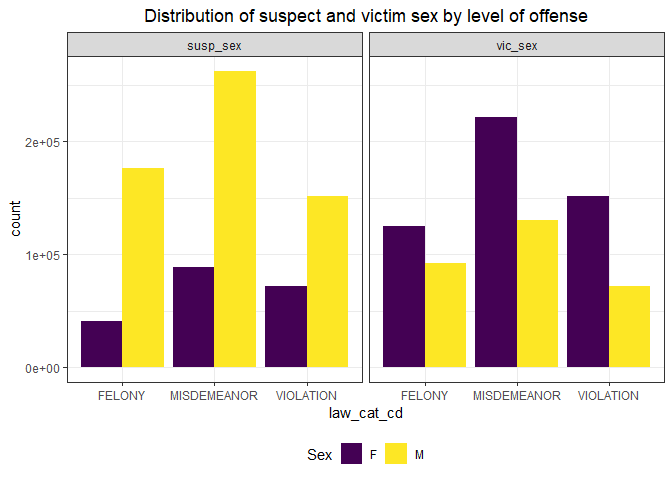 Distribution of suspect and victim sex by level of offense
susp_sex vic_sex
2e+05
1e+05
0e+00
count
FELONY MISDEMEANOR VIOLATION FELONY MISDEMEANOR VIOLATION
law_cat_cd
Sex F M